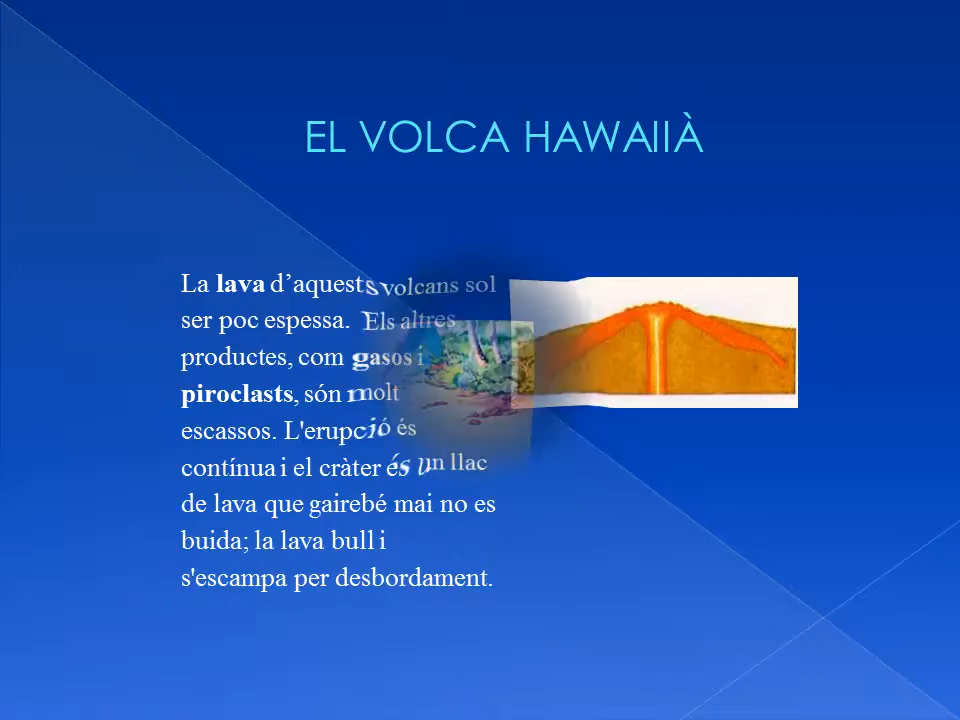 EL VOLCA HAWAIIÀ
La lava d’aquests volcans sol
ser poc espessa. Els altres
productes, com gasos i
piroclasts, són molt
escassos. L'erupció és
contínua i el cràter és un llac
de lava que gairebé mai no es
buida; la lava bull i
s'escampa per desbordament.